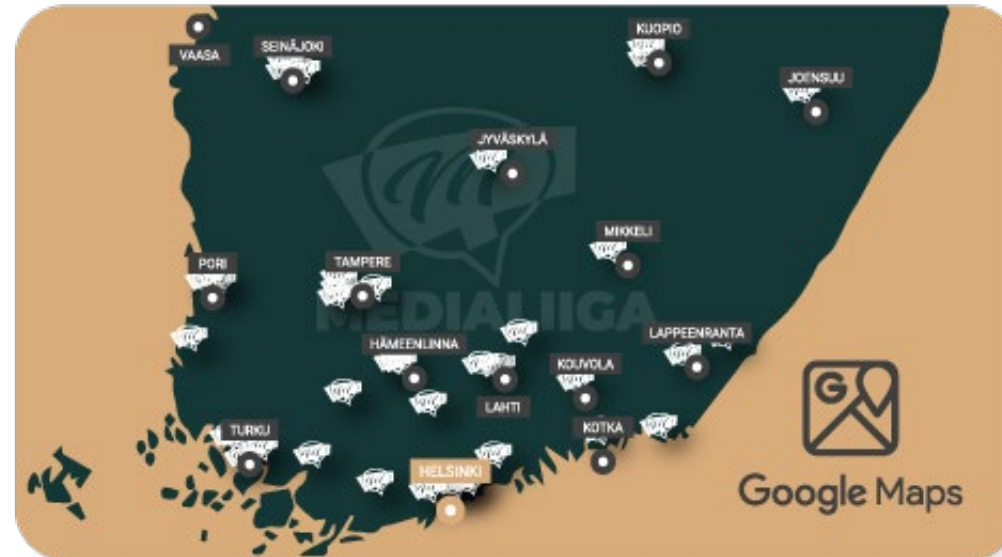 VAASA
SEINÄJOKI
KUOPIO
JOENSUU
JYVÄSKYLÄ
MIKKELI
PORI
TAMPERE
MEDIALIIGA
HÄMEENLINNA
LAPPEENRANTA
KOUVOLA
LAHTI
TURKU
KOTKA
HELSINKI
G
Google Maps